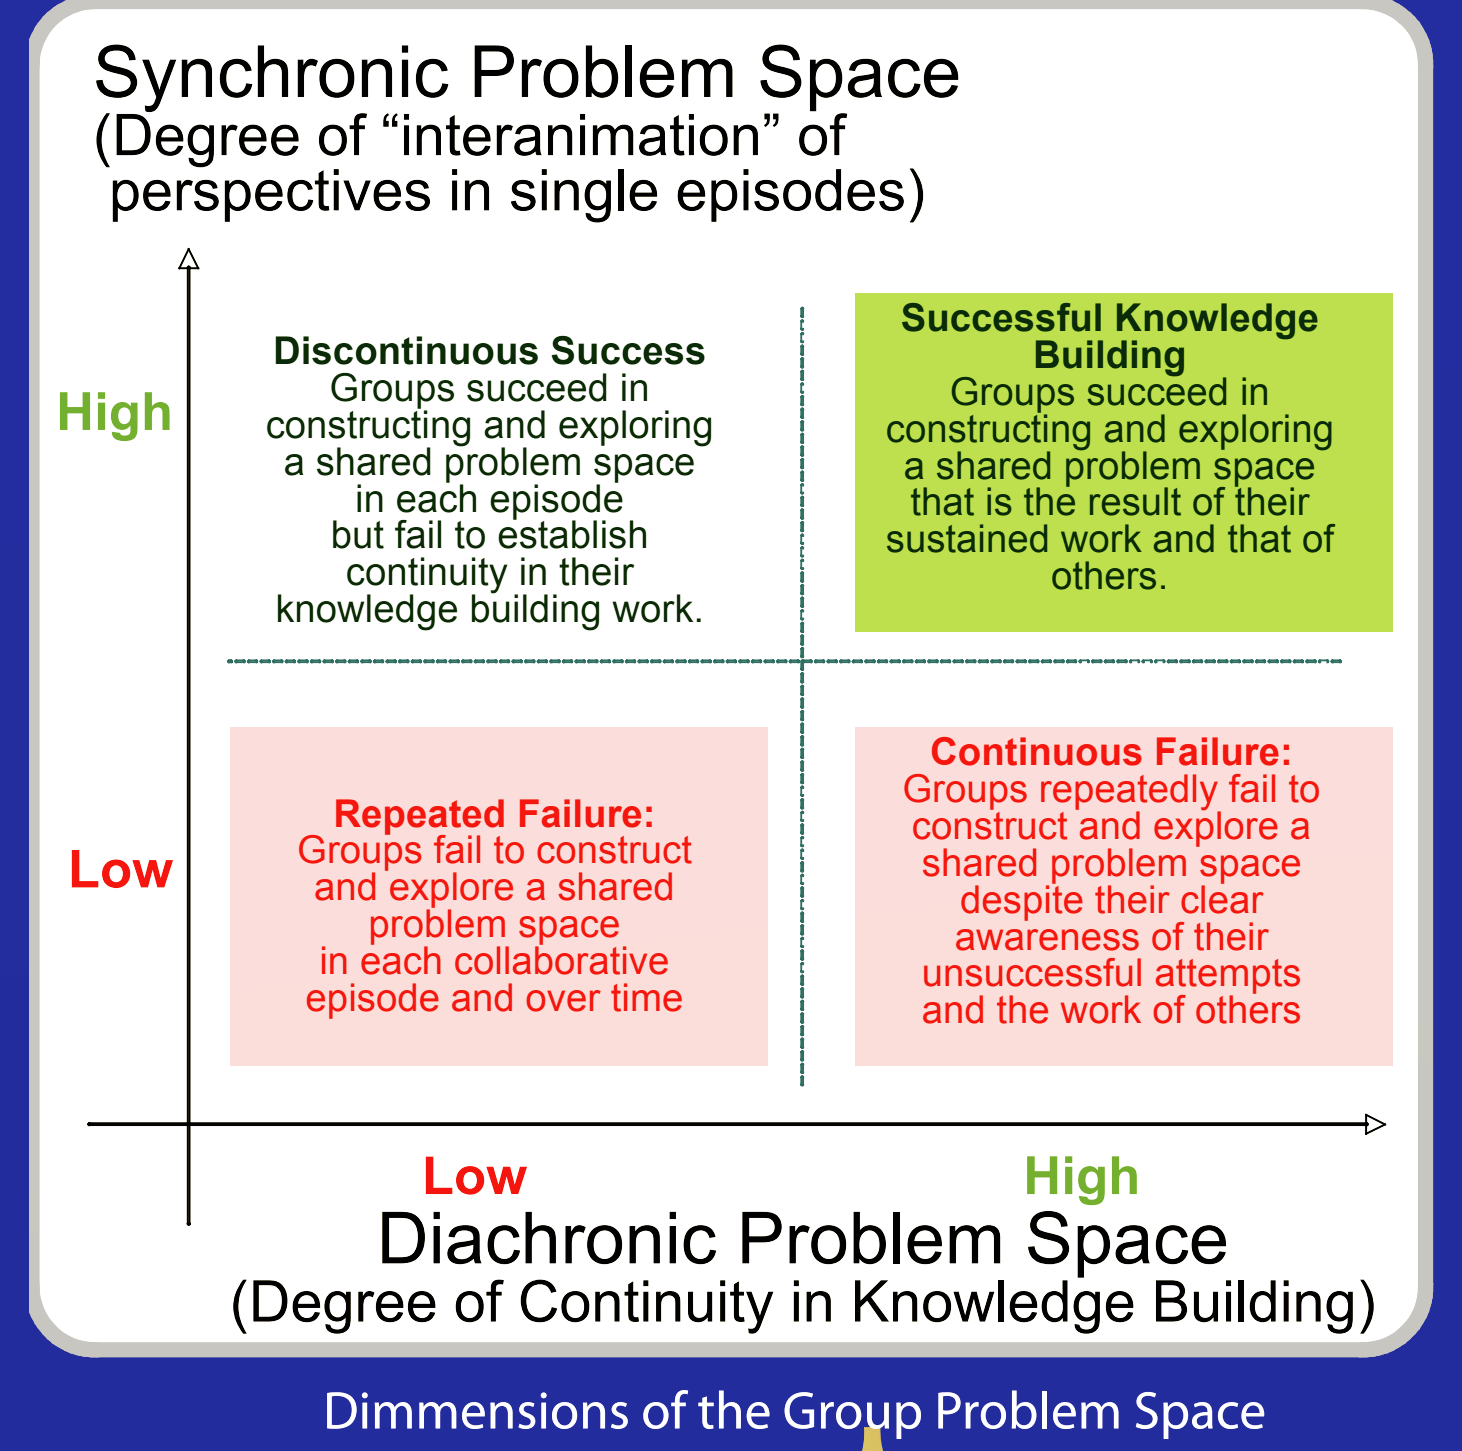 Synchronic Problem Space
(Degree of “interanimation” of
perspectives in single episodes)
High
Discontinuous Success
Groups succeed in
constructing and exploring
a shared problem space
in each episode
but fail to establish
continuity in their
knowledge building work.
Successful Knowledge
Building
Groups succeed in
constructing and exploring
a shared problem space
that is the result of their
sustained work and that of
others.
Low
Repeated Failure:
Groups fail to construct
and explore a shared
problem space
in each collaborative
episode and over time
Continuous Failure:
Groups repeatedly fail to
construct and explore a
shared problem space
despite their clear
awareness of their
unsuccessful attempts
and the work of others
Low
High
Diachronic Problem Space
(Degree of Continuity in Knowledge Building)
Dimmensions of the Group Problem Space